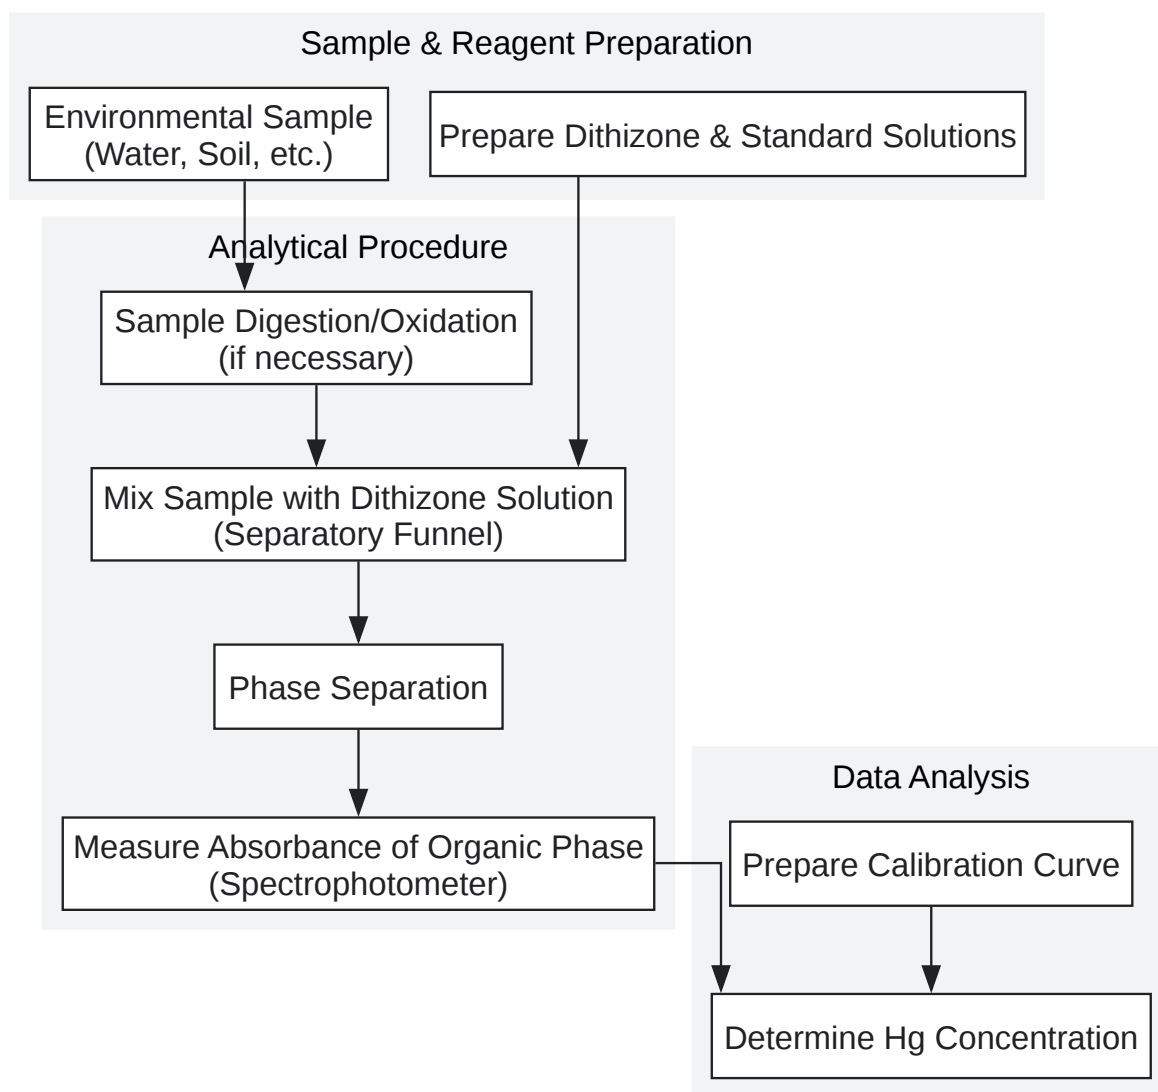 Sample & Reagent Preparation
Environmental Sample
(Water, Soil, etc.)
Prepare Dithizone & Standard Solutions
Analytical Procedure
Sample Digestion/Oxidation
(if necessary)
Mix Sample with Dithizone Solution
(Separatory Funnel)
Phase Separation
Measure Absorbance of Organic Phase
(Spectrophotometer)
Data Analysis
Prepare Calibration Curve
Determine Hg Concentration